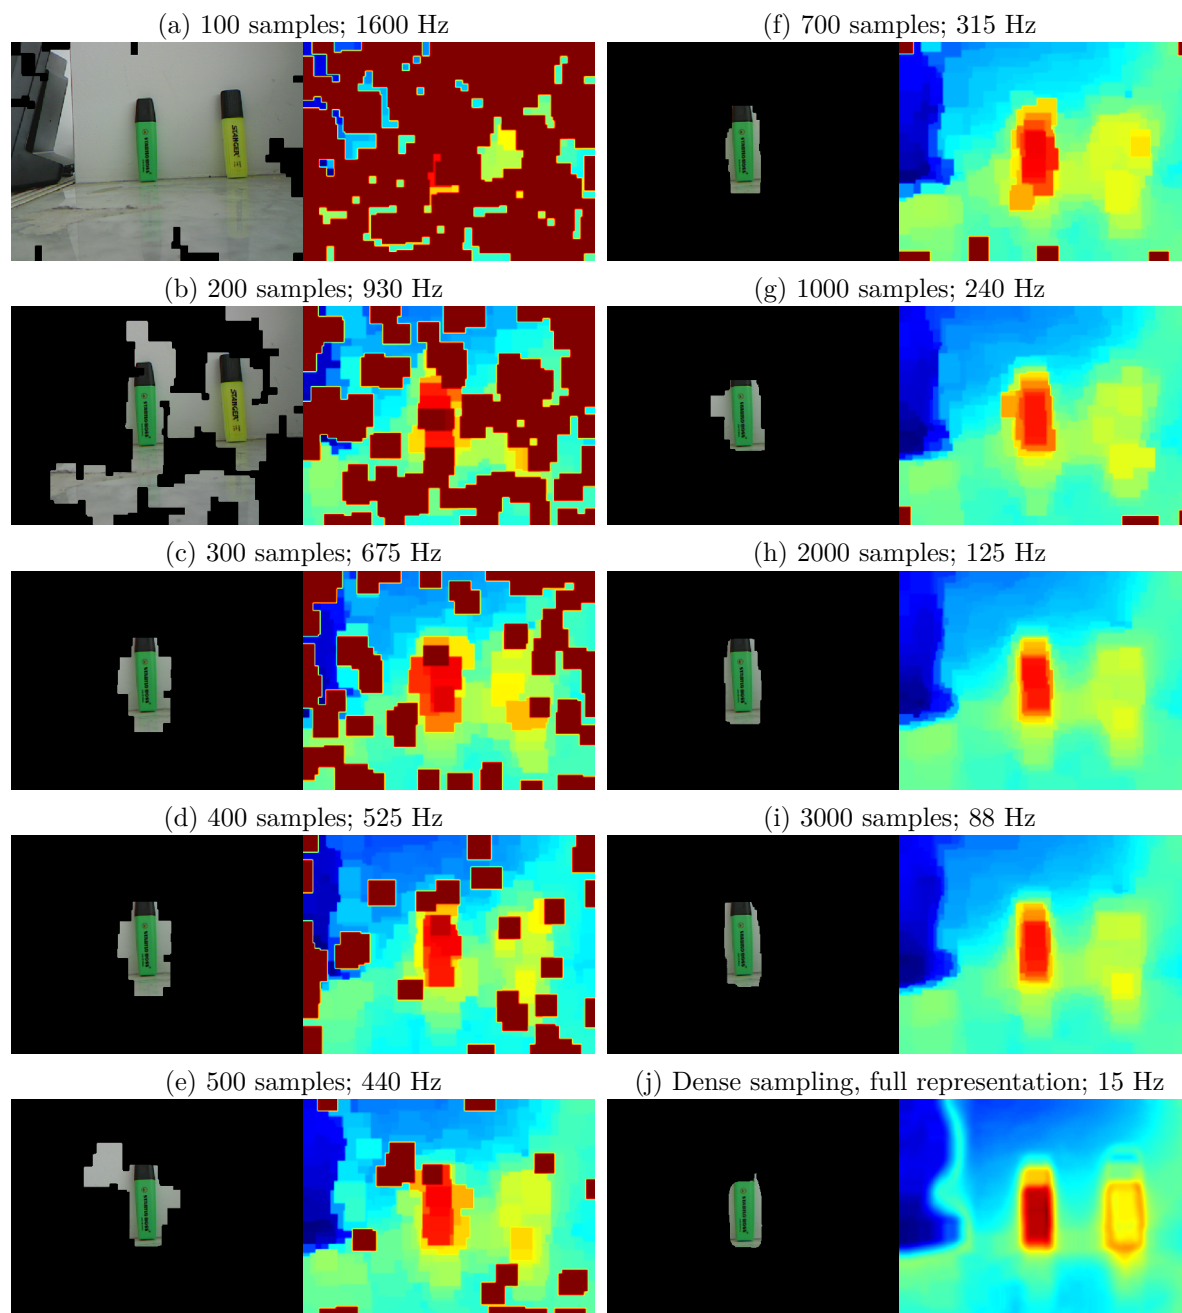 (a) 100 samples; 1600 Hz
STANGER
(b) 200 samples; 930 Hz
STANGER
(c) 300 samples; 675 Hz
(d) 400 samples; 525 Hz
(e) 500 samples; 440 Hz
(f) 700 samples; 315 Hz
(g) 1000 samples; 240 Hz
(h) 2000 samples; 125 Hz
(i) 3000 samples; 88 Hz
(j) Dense sampling, full representation; 15 Hz